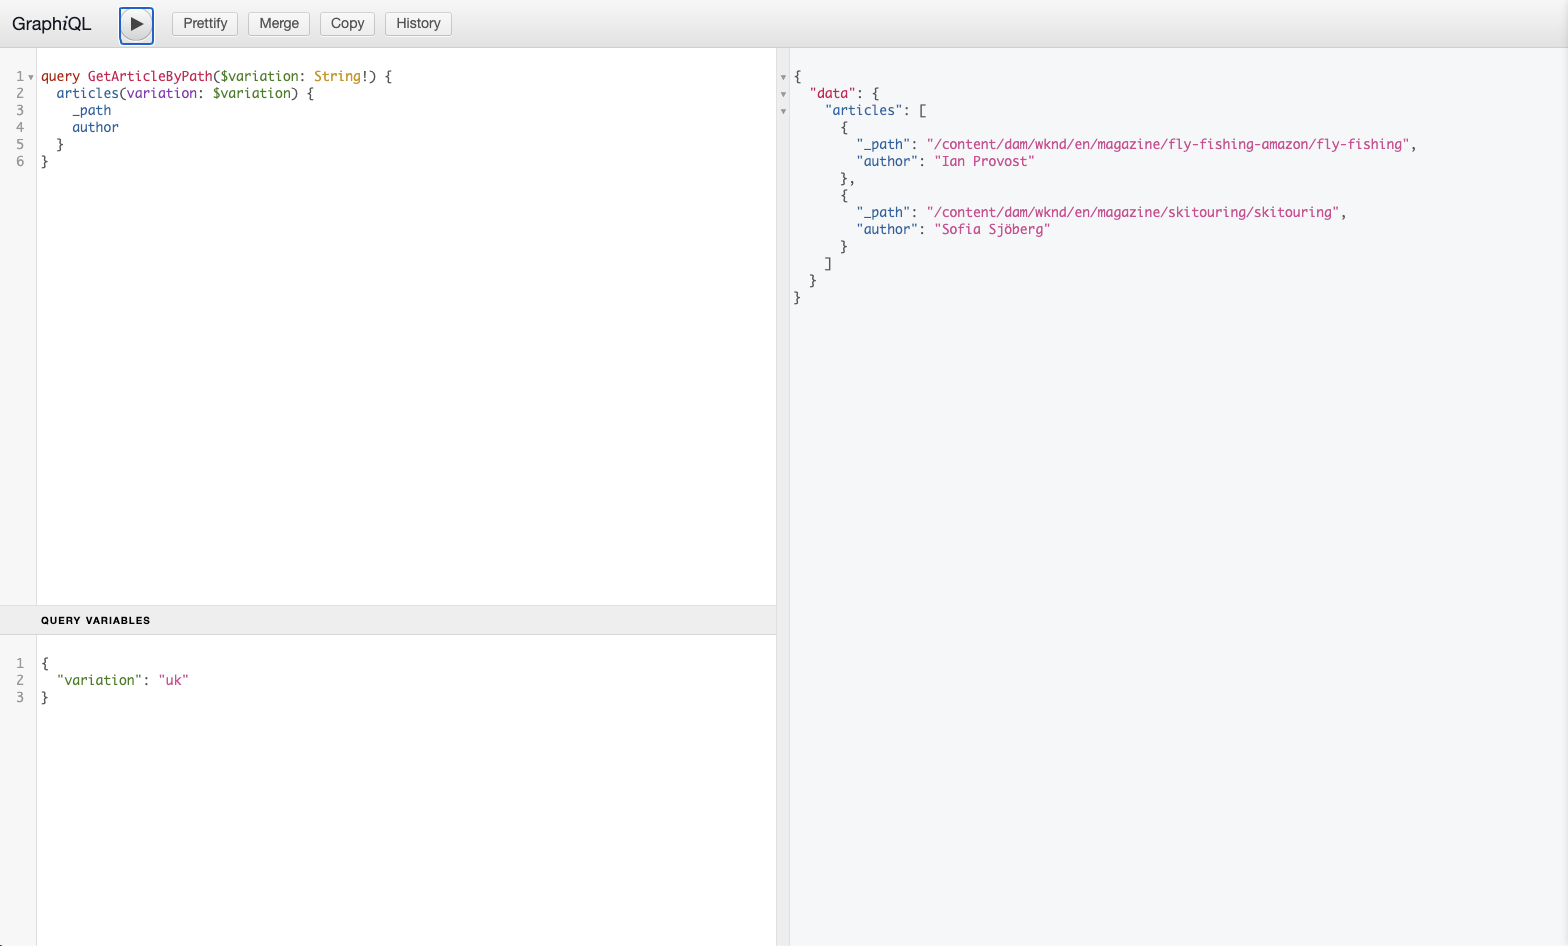 GraphiQL
Prettify
Merge
Copy
History
1 query GetArticleByPath($variation: String!) {
2   articles(variation: $variation) {
3     _path
4     author
5   }
6 }
QUERY VARIABLES
1 {
2   "variation": "uk"
3 }
{
  "data": {
    "articles": [
      {
        "_path": "/content/dam/wknd/en/magazine/fly-fishing-amazon/fly-fishing",
        "author": "Ian Provost"
      },
      {
        "_path": "/content/dam/wknd/en/magazine/skitouring/skitouring",
        "author": "Sofia Sjöberg"
      }
    ]
  }
}